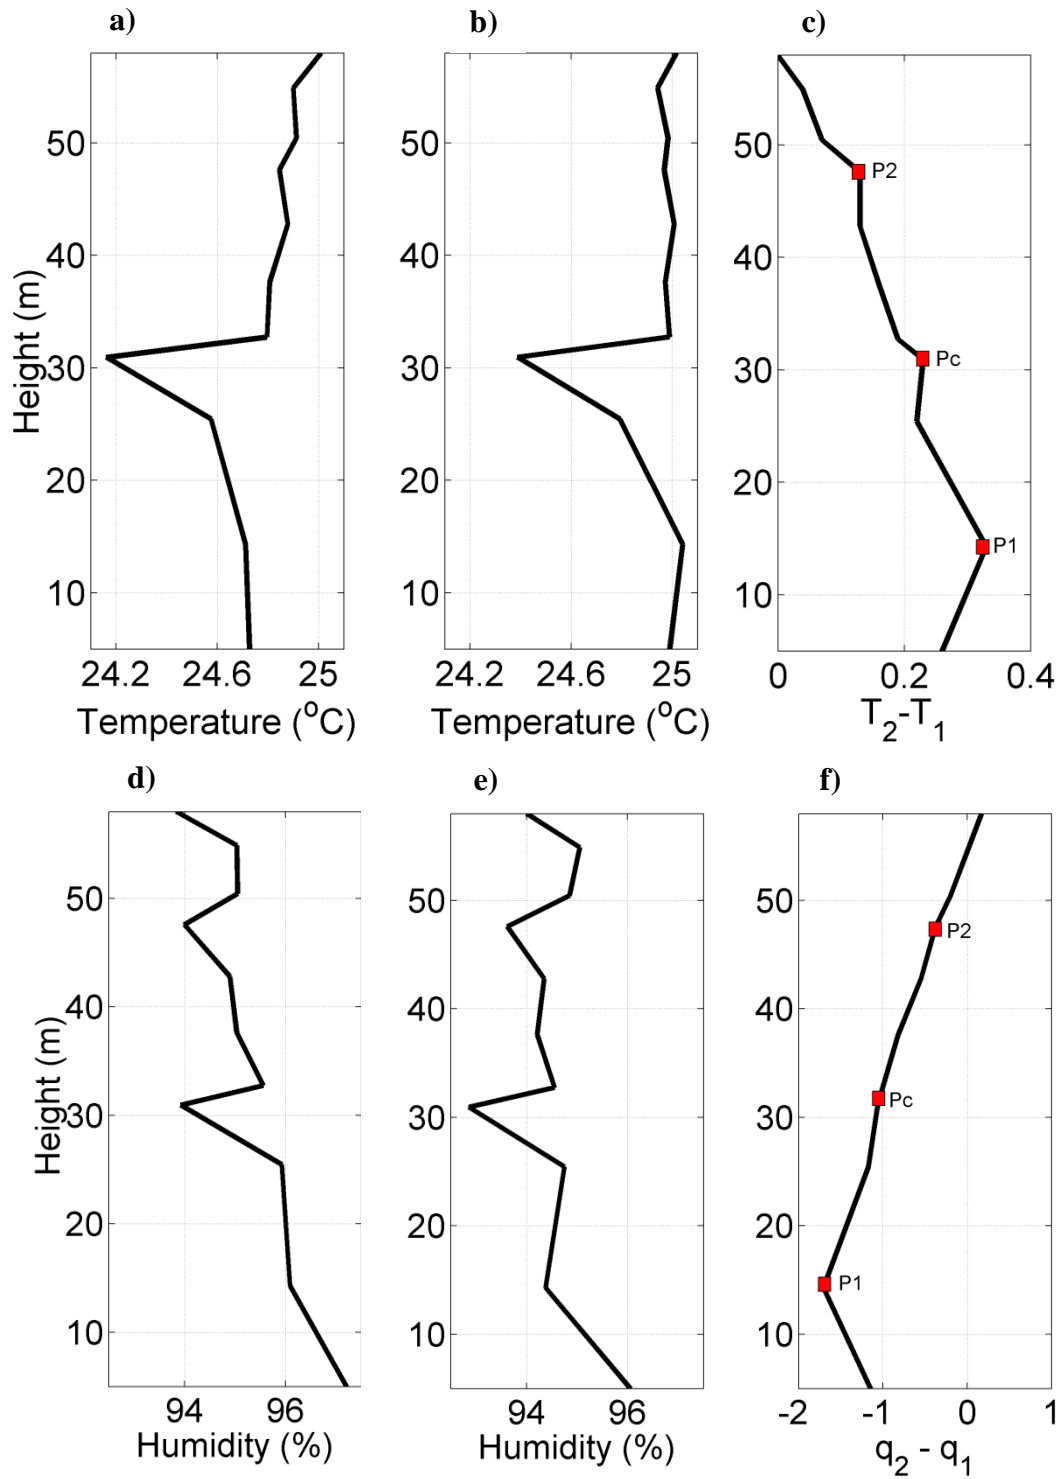 a) b) c)
50 50 50
P2
40 40 40
Height (m)
30 30 30
Pc
20 20 20
P1
10 10 10
24.2 24.6 25 24.2 24.6 25 0 0.2 0.4
Temperature (°C) Temperature (°C) T₂-T₁
d) e) f)
50 50 50
P2
40 40 40
Height (m)
30 30 30
Pc
20 20 20
P1
10 10 10
94 96 94 96 -2 -1 0 1
Humidity (%) Humidity (%) q₂ - q₁